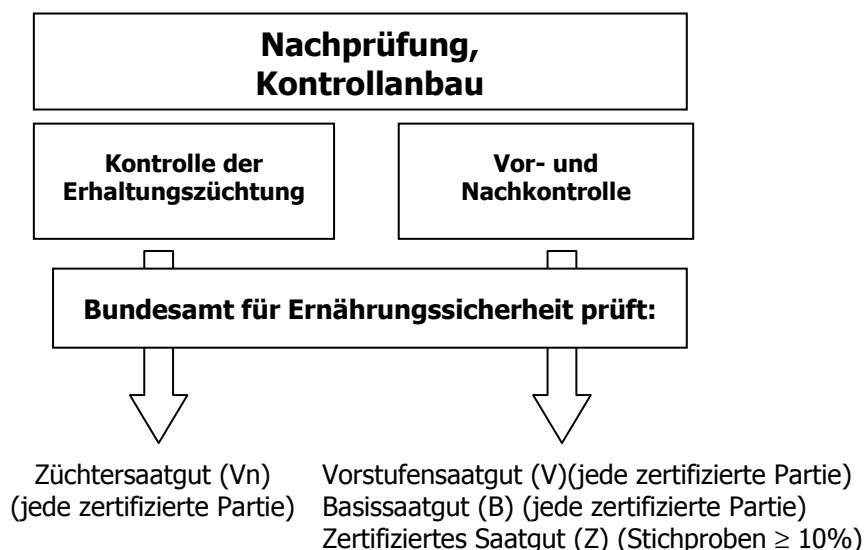 Nachprüfung,
Kontrollanbau
Kontrolle der
Erhaltungszüchtung
Vor- und
Nachkontrolle
Bundesamt für Ernährungssicherheit prüft:
Züchtersaatgut (Vn)
(jede zertifizierte Partie)
Vorstufensaatgut (V)(jede zertifizierte Partie)
Basissaatgut (B) (jede zertifizierte Partie)
Zertifiziertes Saatgut (Z) (Stichproben ≥ 10%)